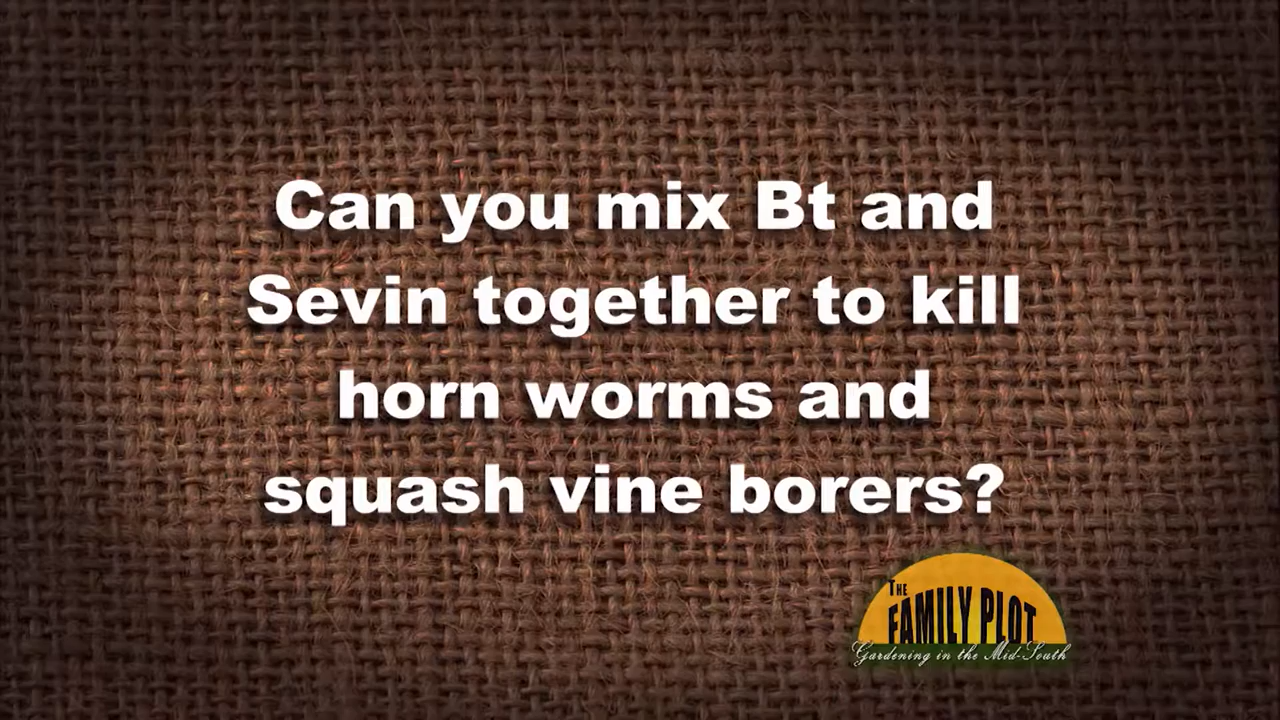 Can you mix Bt and
Sevin together to kill
horn worms and
squash vine borers?
THE
FAMILY PLOT
Gardening in the Mid-South